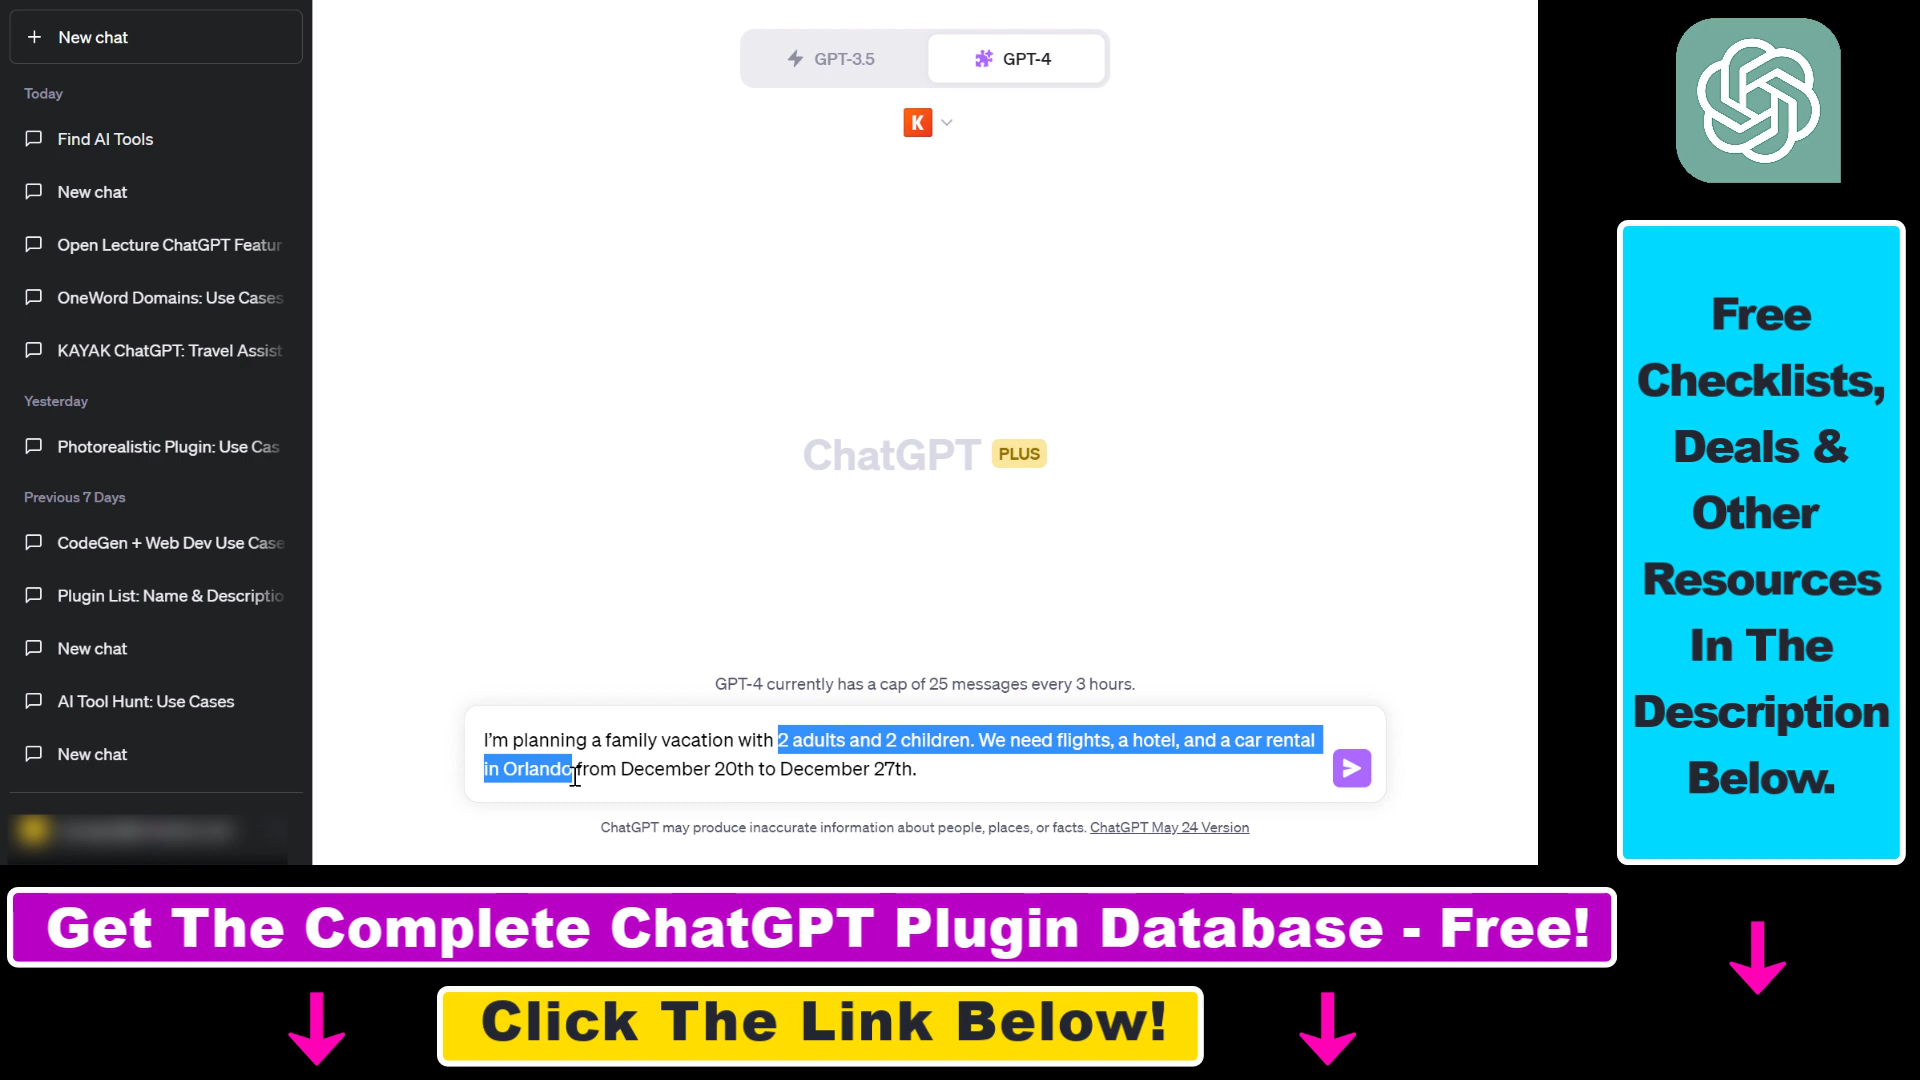 New chat
Today
Find AI Tools
New chat
Open Lecture ChatGPT Featur
OneWord Domains: Use Cases
KAYAK ChatGPT: Travel Assist
Yesterday
Photorealistic Plugin: Use Cas
Previous 7 Days
CodeGen + Web Dev Use Case
Plugin List: Name & Descriptio
New chat
AI Tool Hunt: Use Cases
New chat
GPT-3.5
GPT-4
K
ChatGPT PLUS
GPT-4 currently has a cap of 25 messages every 3 hours.
I'm planning a family vacation with 2 adults and 2 children. We need flights, a hotel, and a car rental
in Orlando from December 20th to December 27th.
ChatGPT may produce inaccurate information about people, places, or facts. ChatGPT May 24 Version
Free
Checklists,
Deals &
Other
Resources
In The
Description
Below.
Get The Complete ChatGPT Plugin Database - Free!
Click The Link Below!